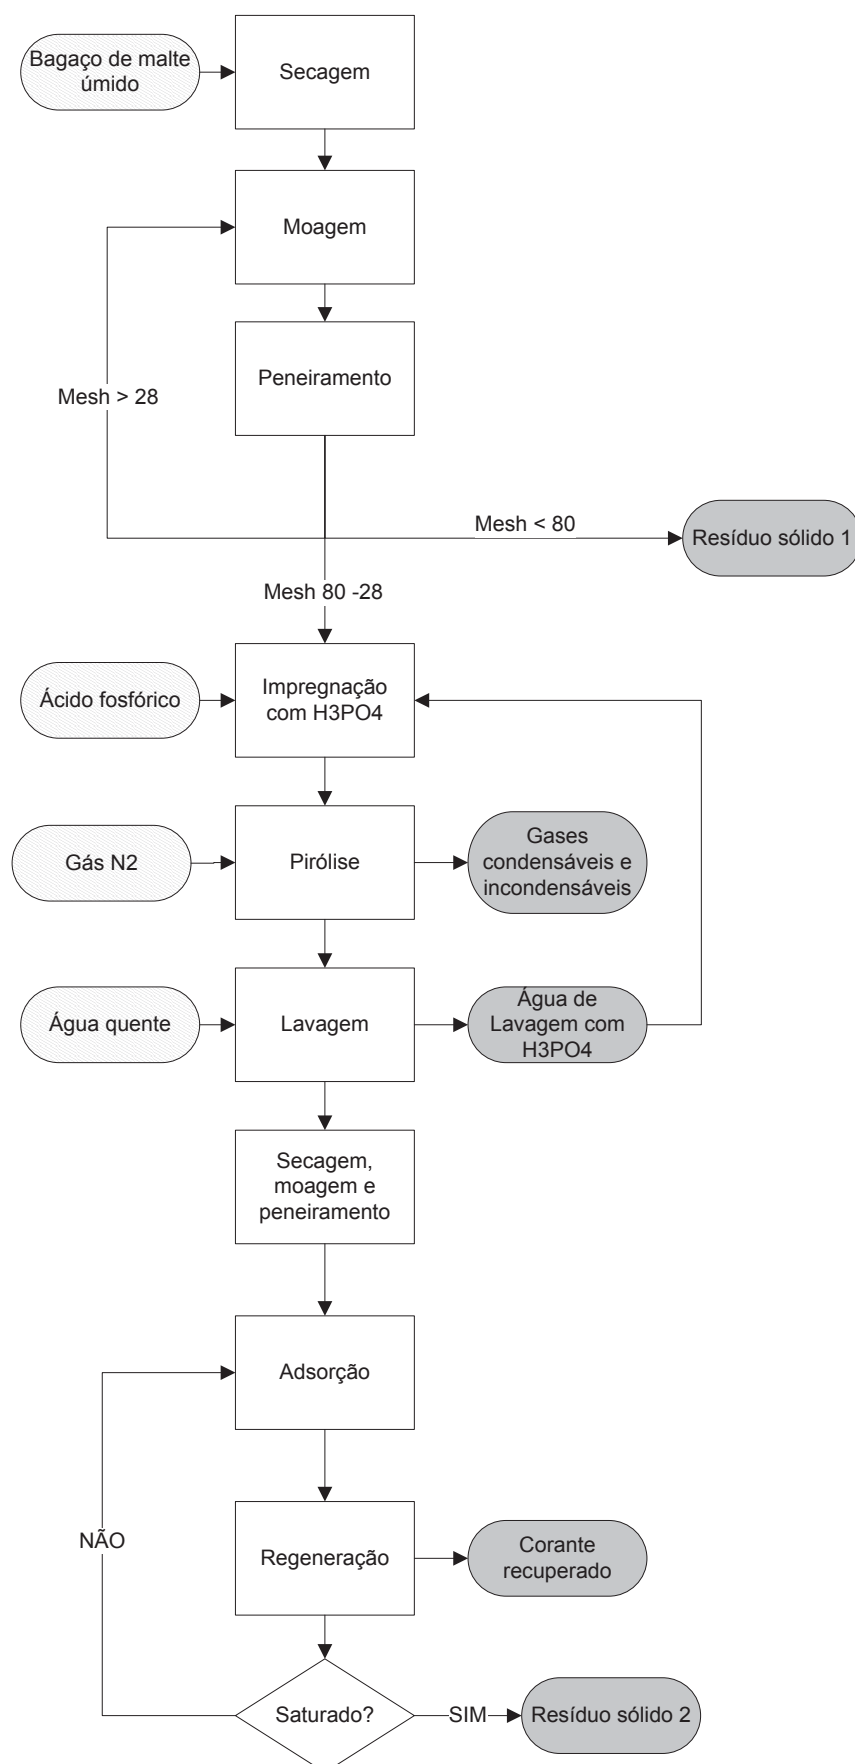 Bagaço de malte
úmido
Secagem
Moagem
Peneiramento
Mesh > 28
Mesh < 80
Resíduo sólido 1
Mesh 80 -28
Ácido fosfórico
Impregnação
com H3PO4
Gás N2
Pirólise
Gases
condensáveis e
incondensáveis
Água quente
Lavagem
Água de
Lavagem com
H3PO4
Secagem,
moagem e
peneiramento
Adsorção
NÃO
Regeneração
Corante
recuperado
Saturado?
SIM
Resíduo sólido 2